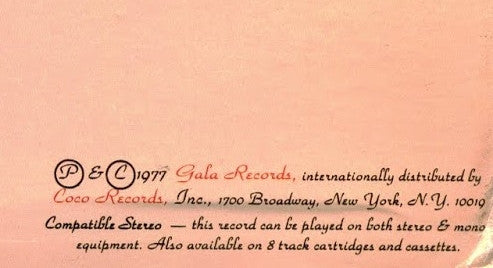 Ⓟ & Ⓒ 1977 Gala Records, internationally distributed by
Coco Records, Inc., 1700 Broadway, New York, N.Y. 10019
Compatible Stereo — this record can be played on both stereo & mono
equipment. Also available on 8 track cartridges and cassettes.